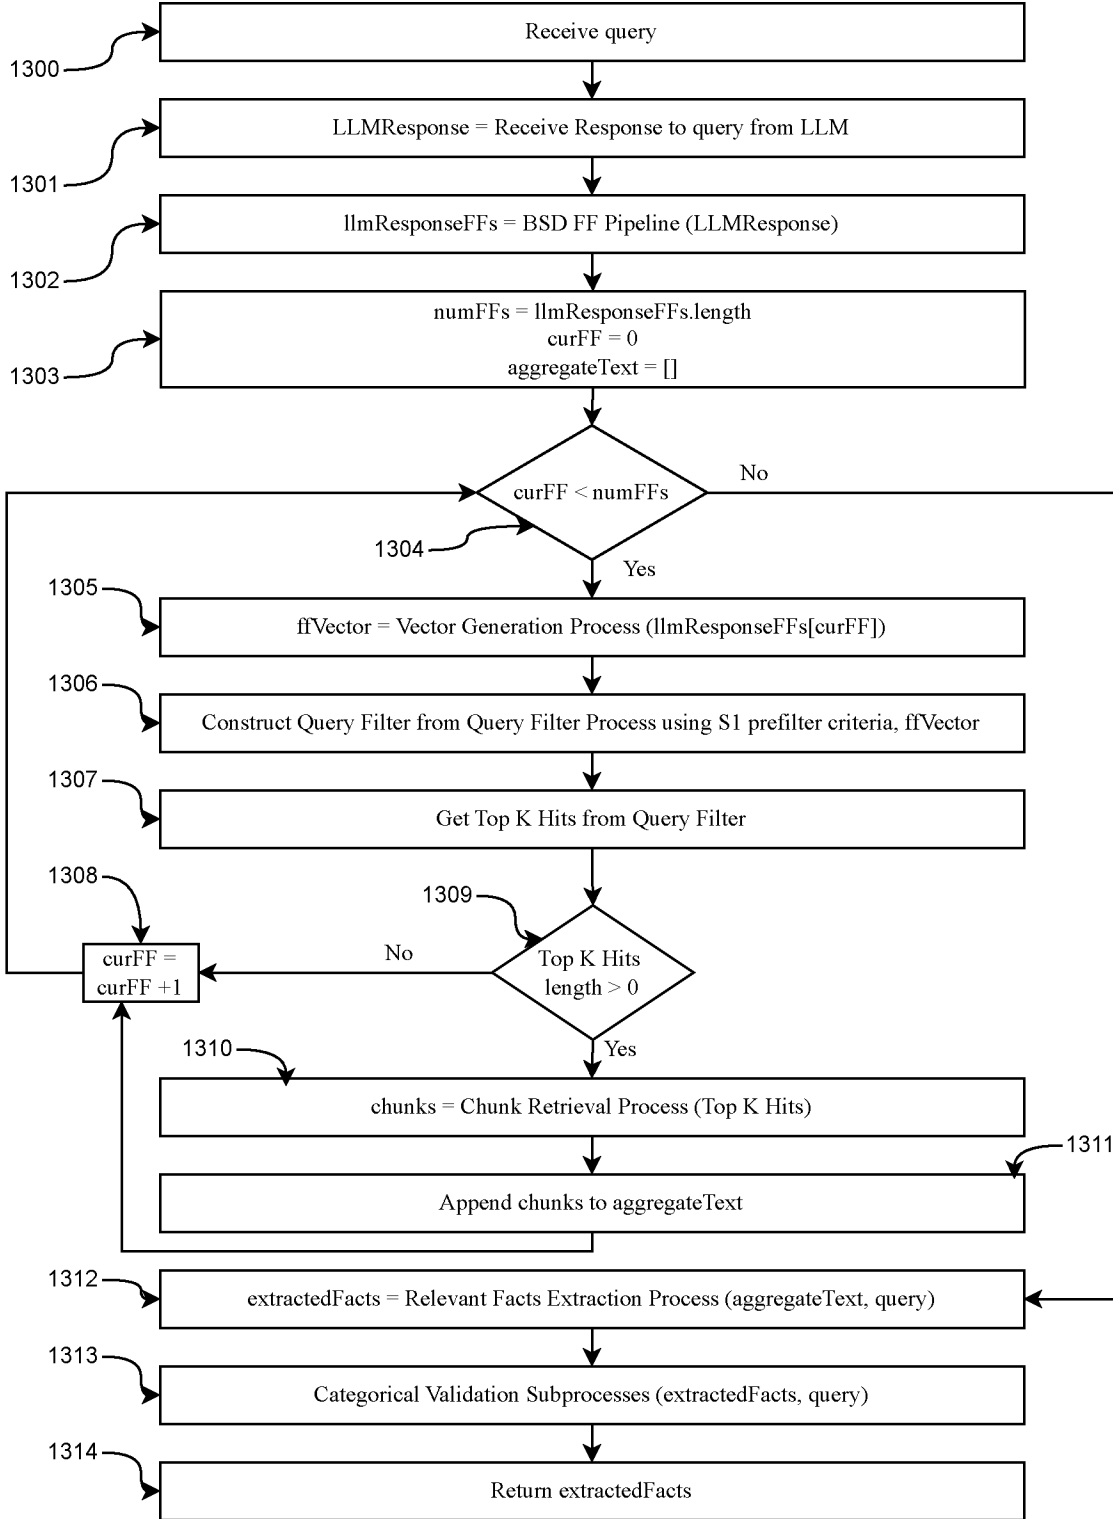 Receive query
1300
LLMResponse = Receive Response to query from LLM
1301
llmResponseFFs = BSD FF Pipeline (LLMResponse)
1302
numFFs = llmResponseFFs.length
curFF = 0
aggregateText = []
1303
No
curFF < numFFs
1304
Yes
1305
ffVector = Vector Generation Process (llmResponseFFs[curFF])
1306
Construct Query Filter from Query Filter Process using S1 prefilter criteria, ffVector
1307
Get Top K Hits from Query Filter
1308
1309
curFF =
curFF +1
No
Top K Hits
length > 0
Yes
1310
chunks = Chunk Retrieval Process (Top K Hits)
1311
Append chunks to aggregateText
1312
extractedFacts = Relevant Facts Extraction Process (aggregateText, query)
1313
Categorical Validation Subprocesses (extractedFacts, query)
1314
Return extractedFacts